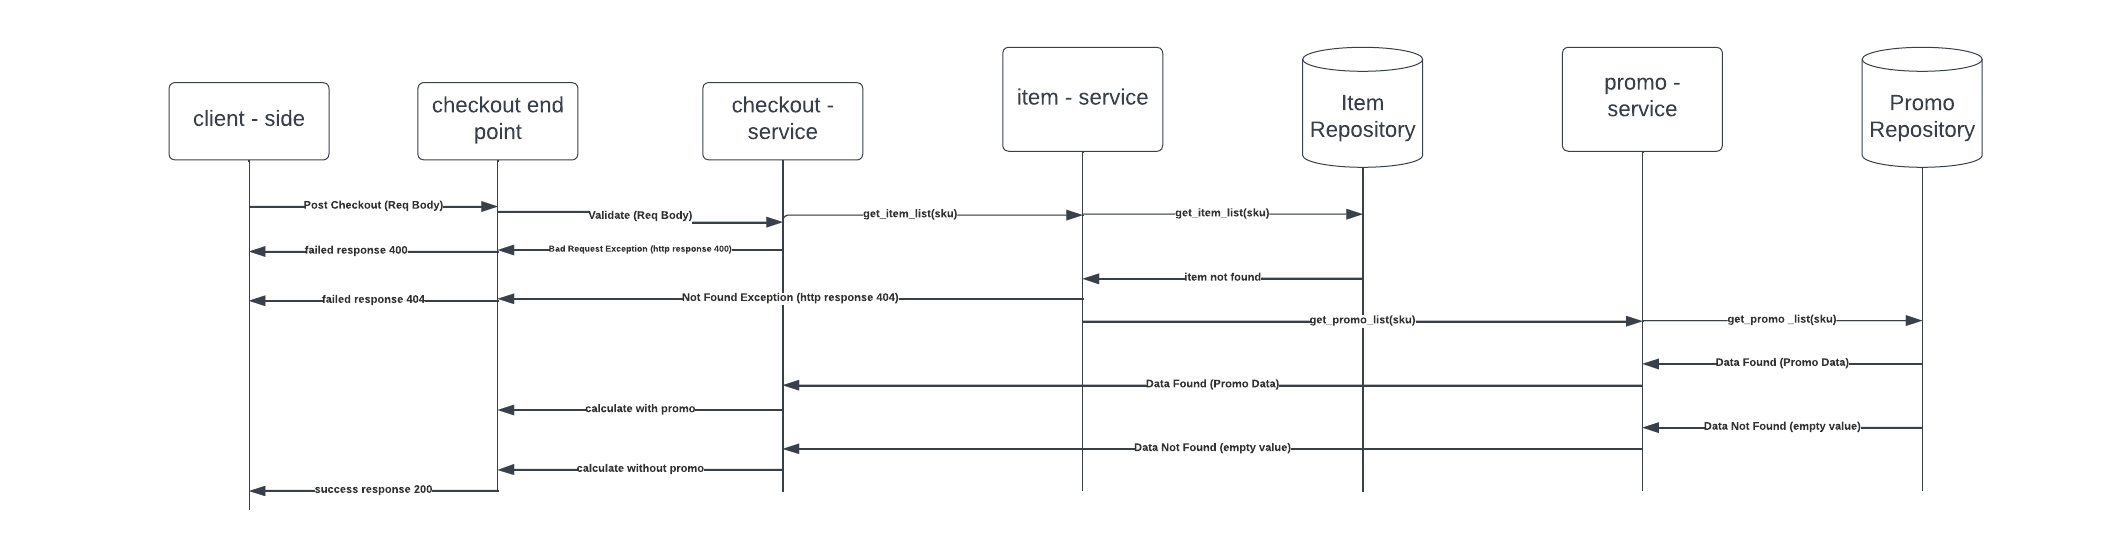 client - side
checkout end
point
checkout -
service
item - service
Item
Repository
promo -
service
Promo
Repository
Post Checkout (Req Body)
Validate (Req Body)
get_item_list(sku)
get_item_list(sku)
failed response 400
Bad Request Exception (http response 400)
item not found
failed response 404
Not Found Exception (http response 404)
get_promo_list(sku)
get_promo _list(sku)
Data Found (Promo Data)
Data Found (Promo Data)
calculate with promo
Data Not Found (empty value)
Data Not Found (empty value)
calculate without promo
success response 200